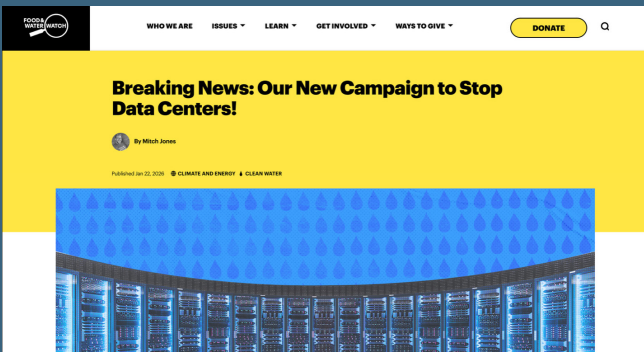 FOOD&
WATER WATCH
WHO WE ARE ISSUES LEARN GET INVOLVED WAYS TO GIVE DONATE
Breaking News: Our New Campaign to Stop
Data Centers!
By Mitch Jones
Published Jan 22, 2026 CLIMATE AND ENERGY CLEAN WATER